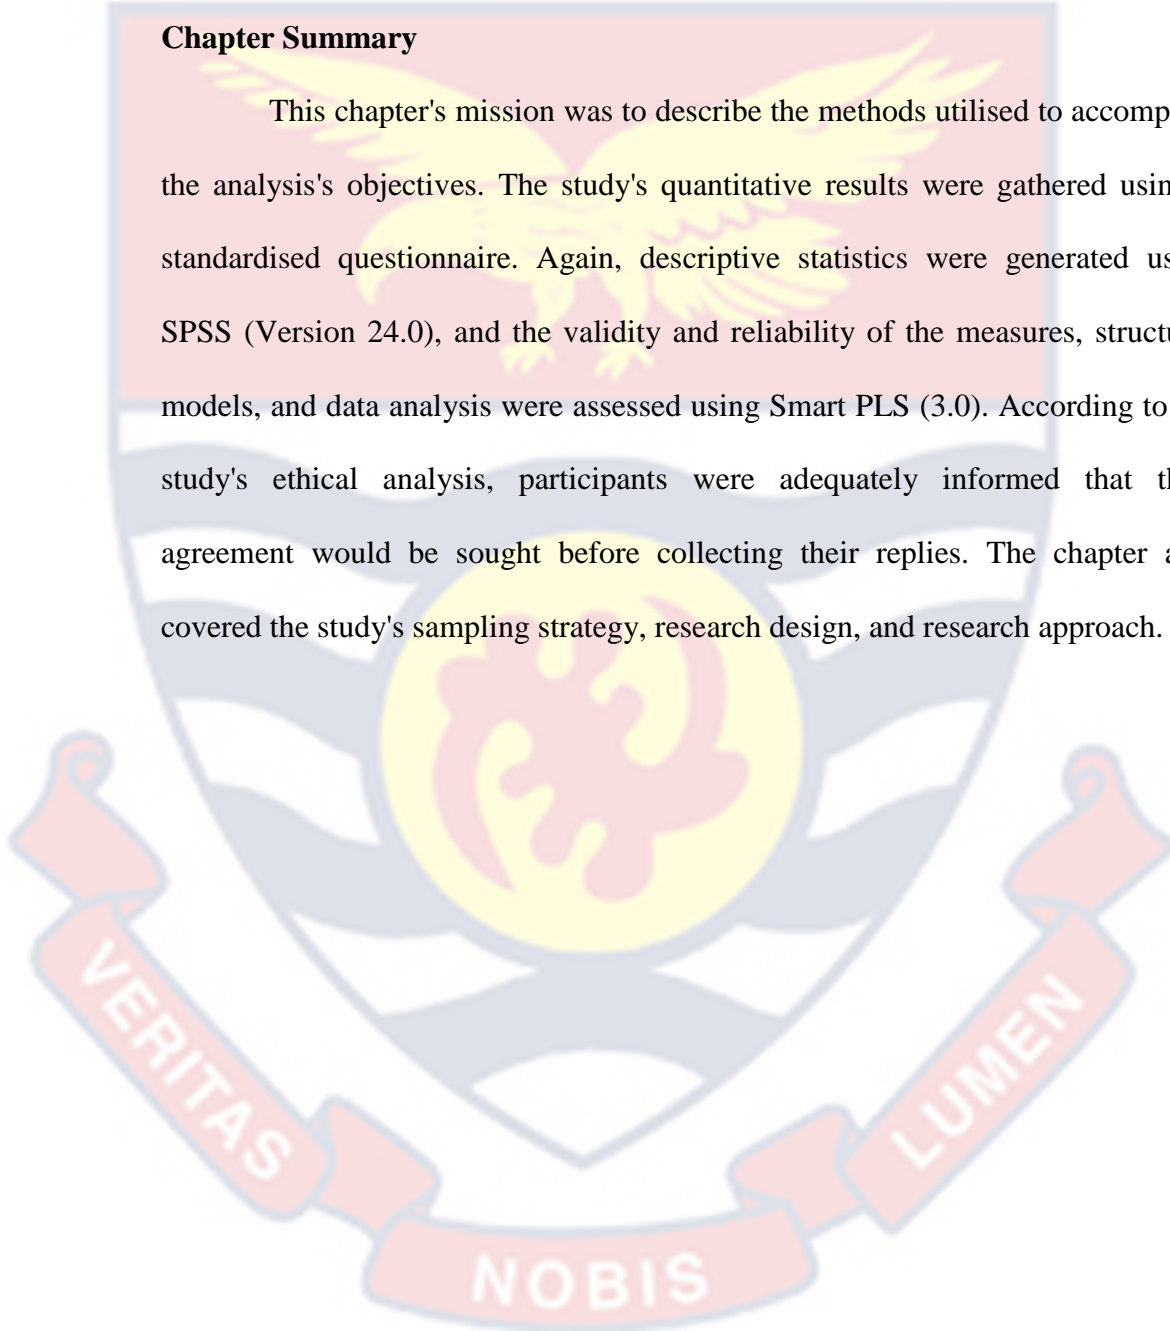 Chapter Summary
This chapter's mission was to describe the methods utilised to accomp
the analysis's objectives. The study's quantitative results were gathered usin
standardised questionnaire. Again, descriptive statistics were generated us
SPSS (Version 24.0), and the validity and reliability of the measures, structu
models, and data analysis were assessed using Smart PLS (3.0). According to
study's ethical analysis, participants were adequately informed that th
agreement would be sought before collecting their replies. The chapter a
covered the study's sampling strategy, research design, and research approach.
VERITAS
NOBIS
LUMEN